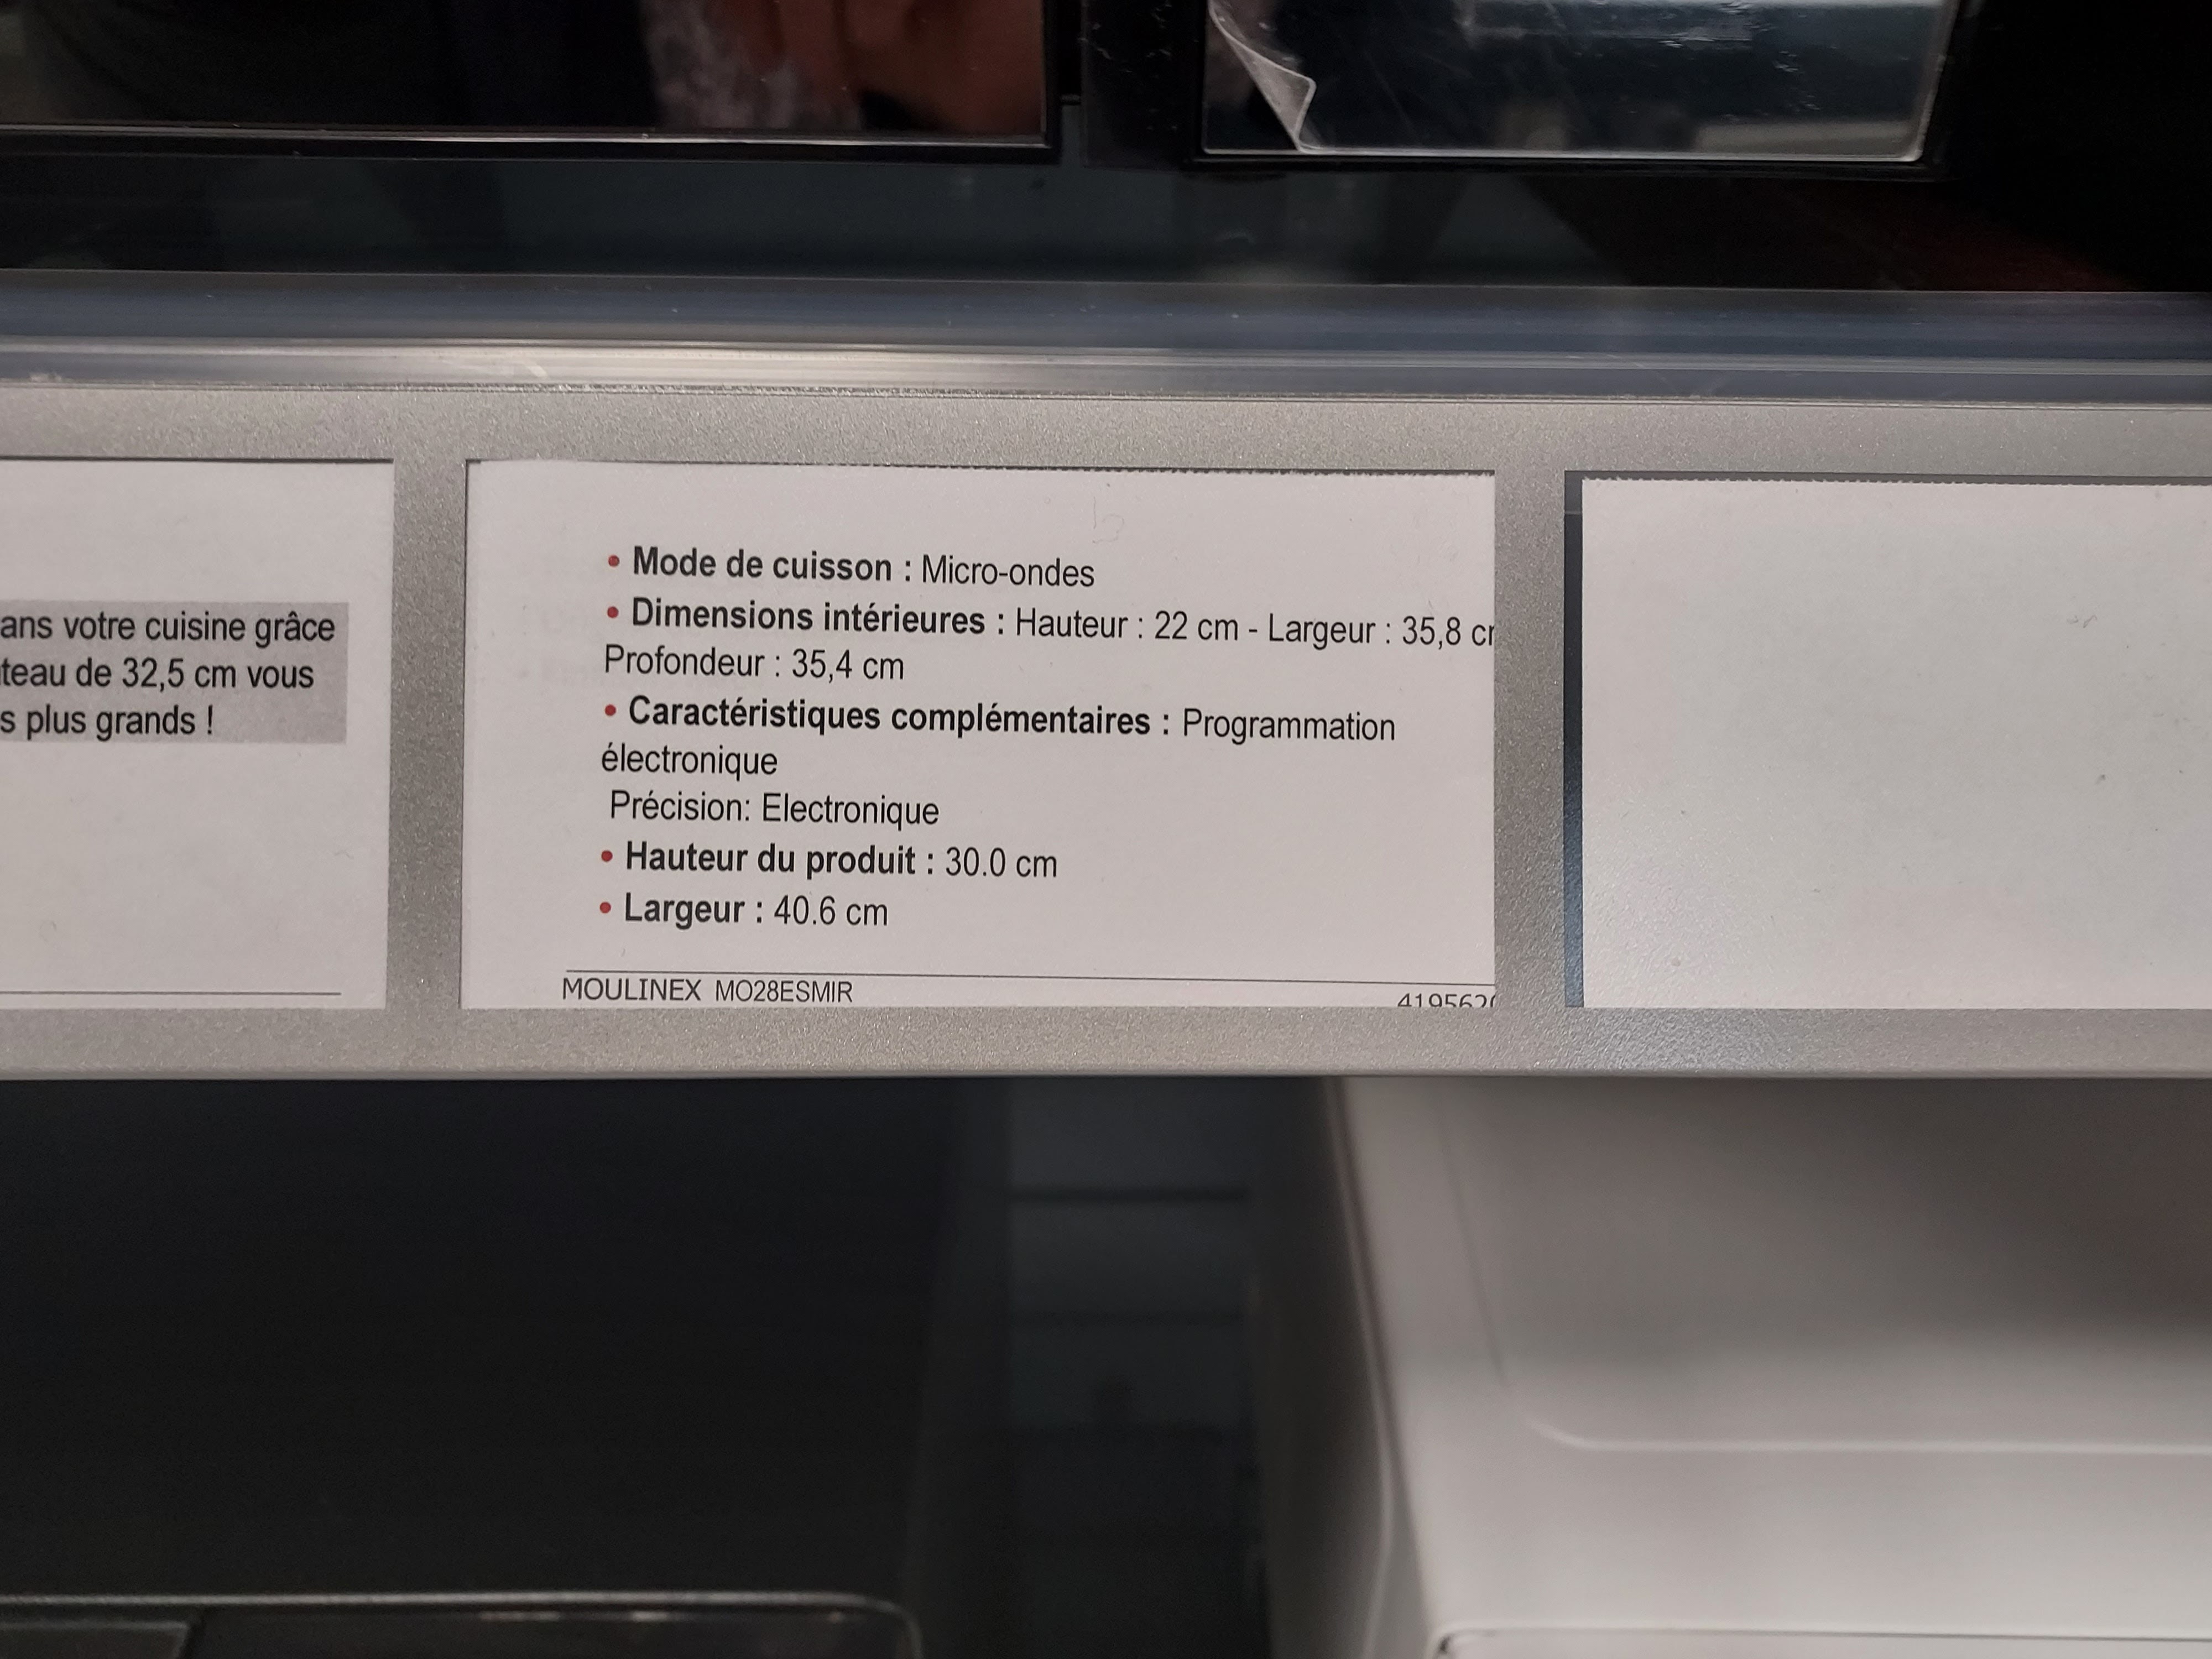 ans votre cuisine grâce
teau de 32,5 cm vous
s plus grands !
• Mode de cuisson : Micro-ondes
• Dimensions intérieures : Hauteur : 22 cm - Largeur : 35,8 cm
Profondeur : 35,4 cm
• Caractéristiques complémentaires : Programmation
électronique
Précision: Electronique
• Hauteur du produit : 30.0 cm
• Largeur : 40.6 cm
MOULINEX MO28ESMIR